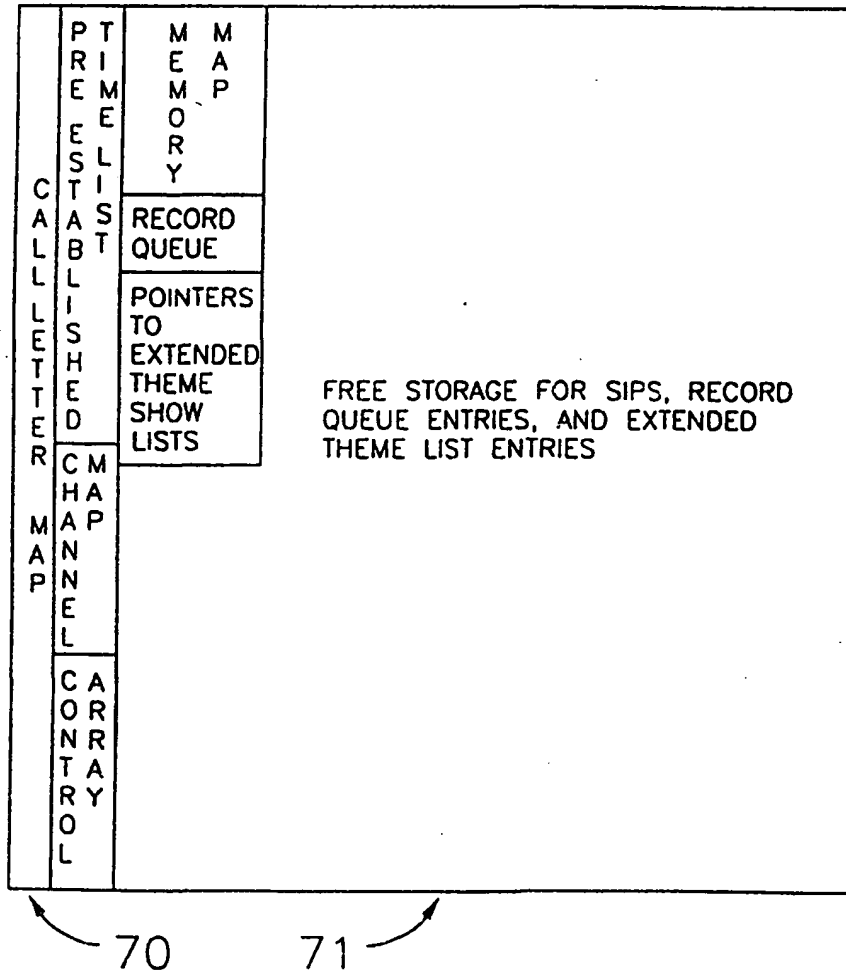 CALL LETTER MAP
PRE ESTABLISHED
TIME LIST
CHANNEL
MAP
CONTROL
ARRAY
MEMORY
MAP
RECORD
QUEUE
POINTERS
TO
EXTENDED
THEME
SHOW
LISTS
FREE STORAGE FOR SIPS, RECORD
QUEUE ENTRIES, AND EXTENDED
THEME LIST ENTRIES
70
71